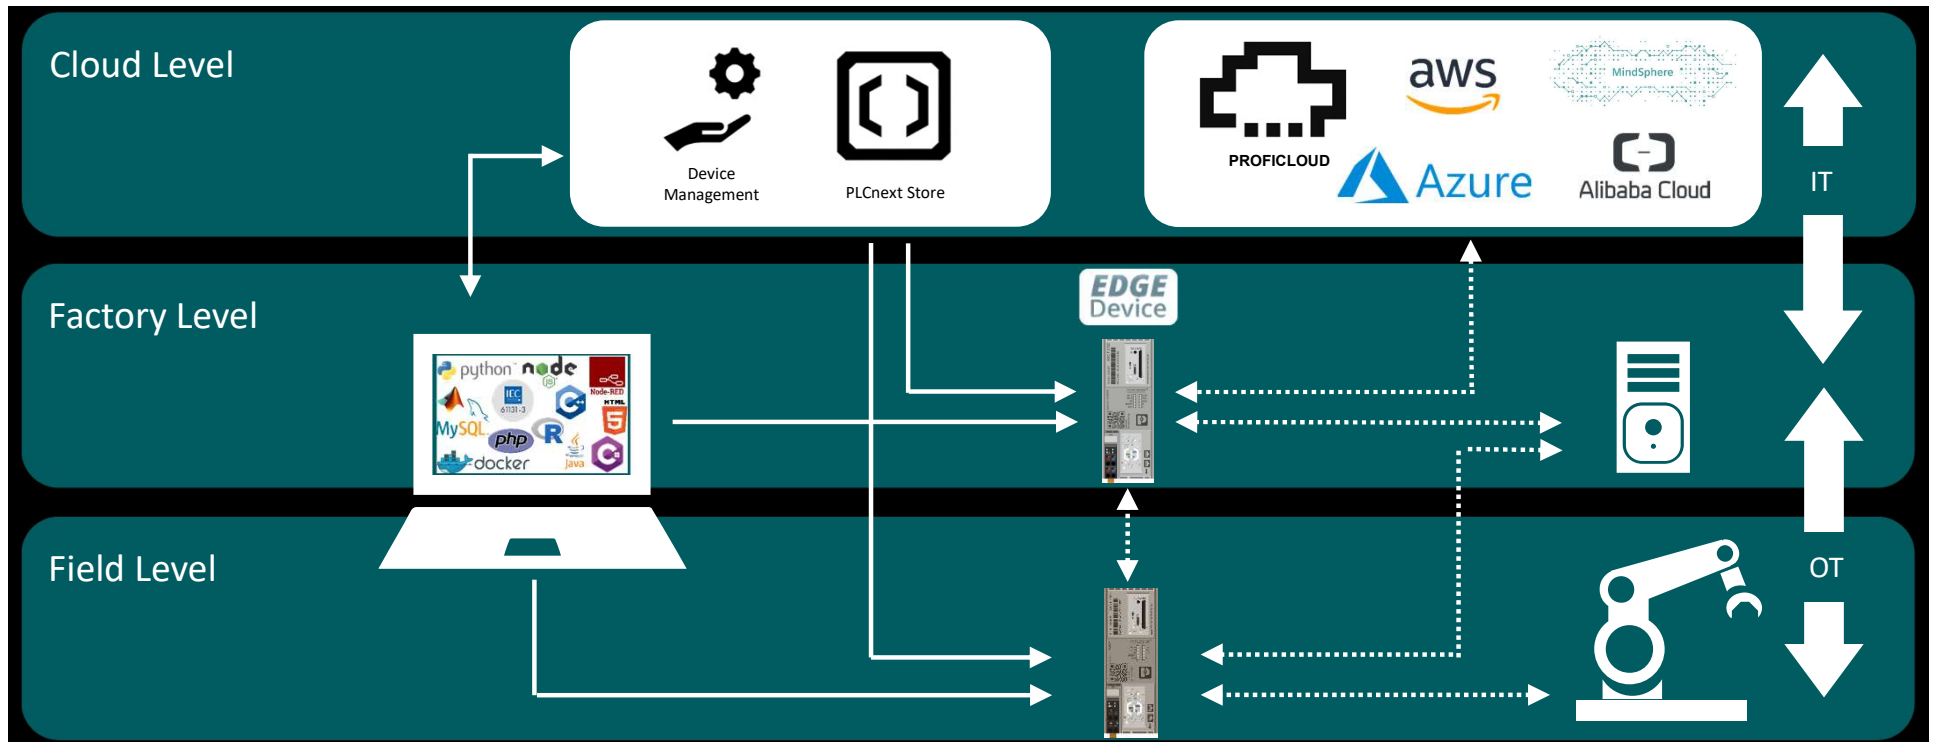 Cloud Level
Device
Management
PLCnext Store
PROFICLOUD
aws
MindSphere
Azure
Alibaba Cloud
IT
Factory Level
EDGE
Device
python
node
JS
Node-RED
IEC
61131-3
HTML
5
MySQL
php
R
Java
docker
Field Level
OT